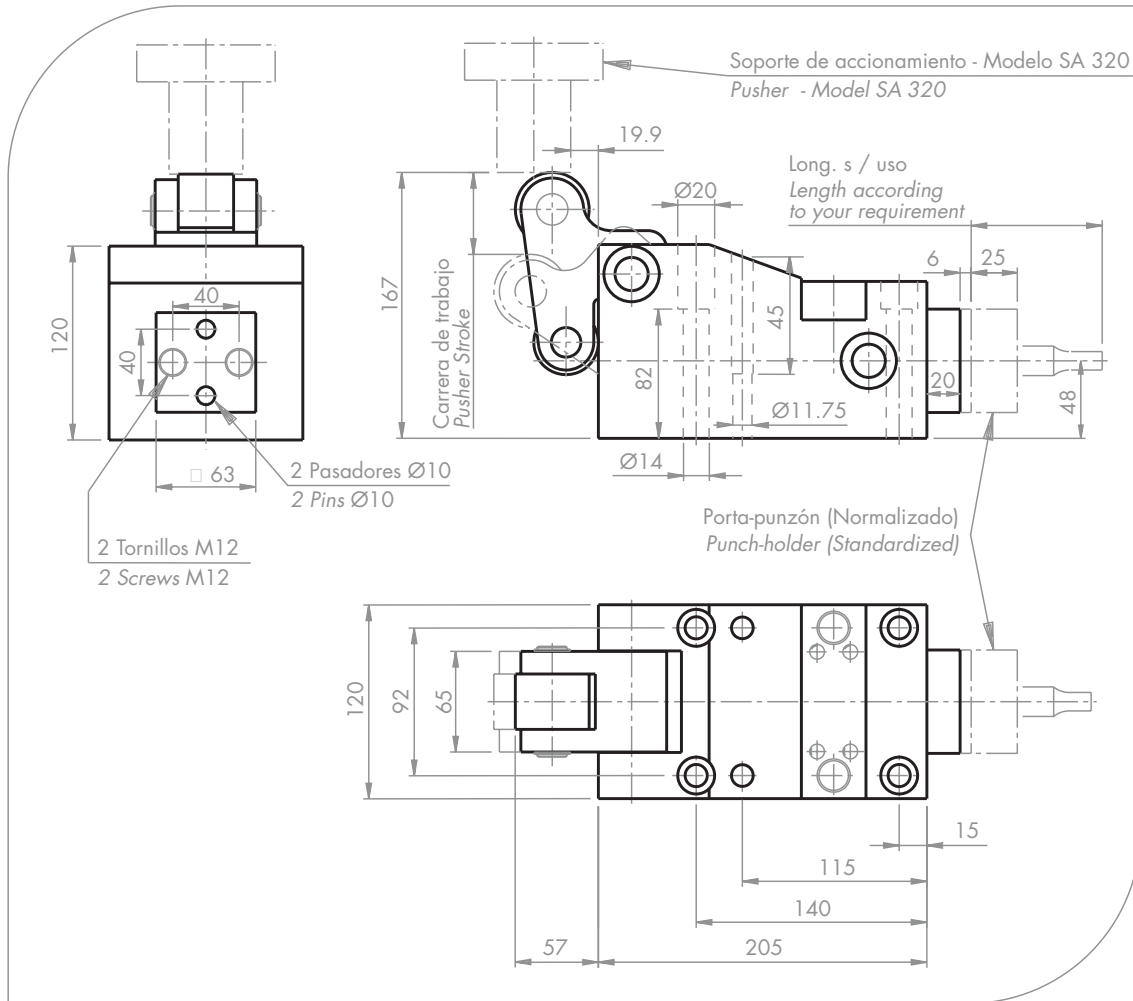 Soporte de accionamiento - Modelo SA 320
Pusher - Model SA 320
19.9
Long. s / uso
Length according
to your requirement
Ø20
6
25
40
40
120
167
Carrera de trabajo
Pusher Stroke
45
82
20
48
Ø11.75
Ø14
□ 63
2 Pasadores Ø10
2 Pins Ø10
2 Tornillos M12
2 Screws M12
Porta-punzón (Normalizado)
Punch-holder (Standardized)
120
92
65
15
115
140
57
205